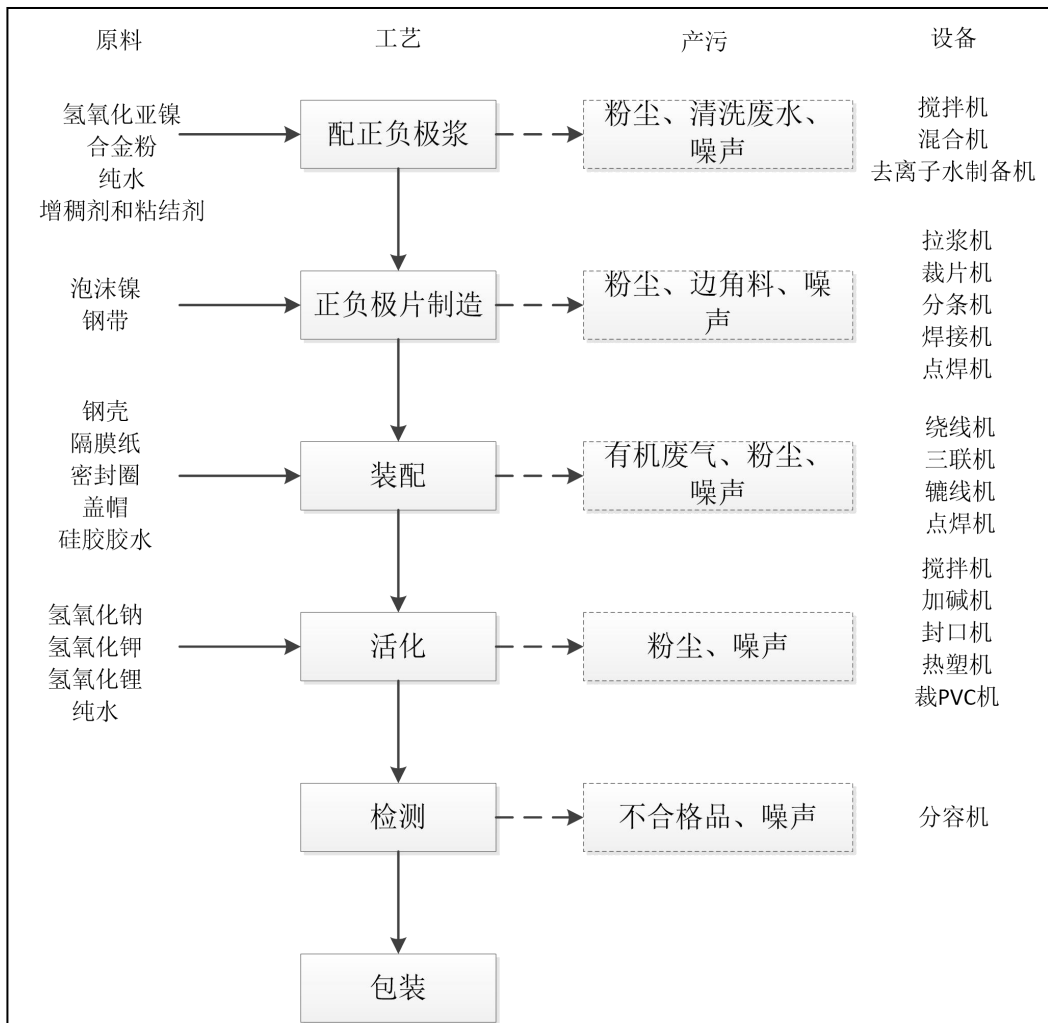 原料
工艺
产污
设备
氢氧化亚镍
合金粉
纯水
增稠剂和粘结剂
配正负极浆
粉尘、清洗废水、
噪声
搅拌机
混合机
去离子水制备机
泡沫镍
钢带
正负极片制造
粉尘、边角料、噪
声
拉浆机
裁片机
分条机
焊接机
点焊机
钢壳
隔膜纸
密封圈
盖帽
硅胶胶水
装配
有机废气、粉尘、
噪声
绕线机
三联机
辘线机
点焊机
氢氧化钠
氢氧化钾
氢氧化锂
纯水
活化
粉尘、噪声
搅拌机
加碱机
封口机
热塑机
裁PVC机
检测
不合格品、噪声
分容机
包装